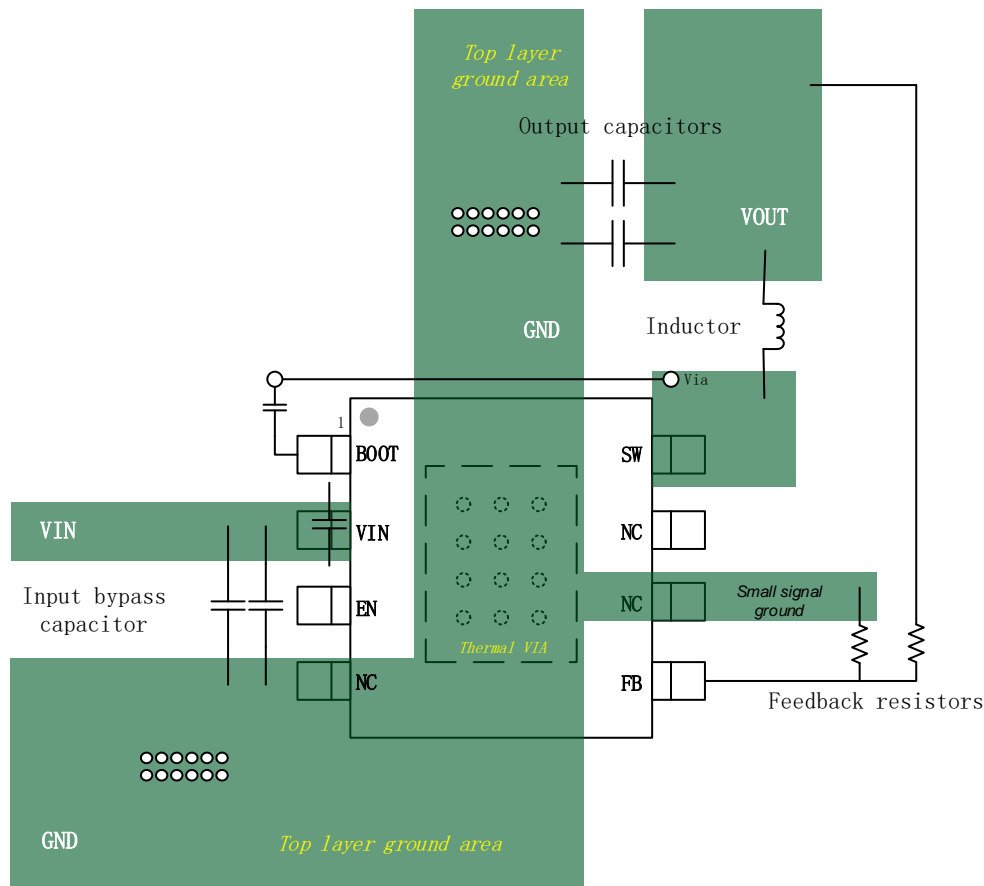 Top layer
ground area
Output capacitors
VOUT
GND
Inductor
Via
1
BOOT
SW
VIN
VIN
NC
Input bypass
capacitor
EN
NC
Small signal
ground
Thermal VIA
NC
FB
Feedback resistors
GND
Top layer ground area